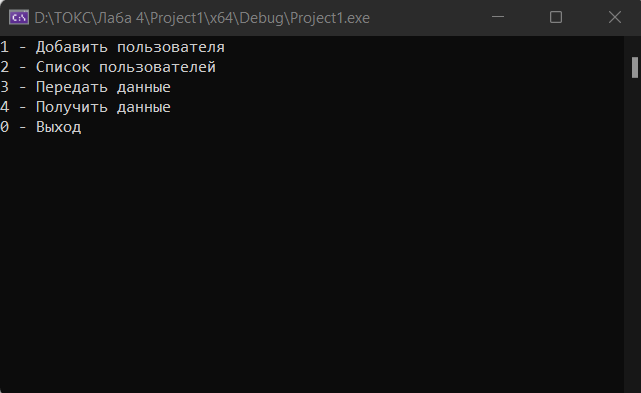 D:\ТОКС\Лаба 4\Project1\x64\Debug\Project1.exe
1 - Добавить пользователя
2 - Список пользователей
3 - Передать данные
4 - Получить данные
0 - Выход